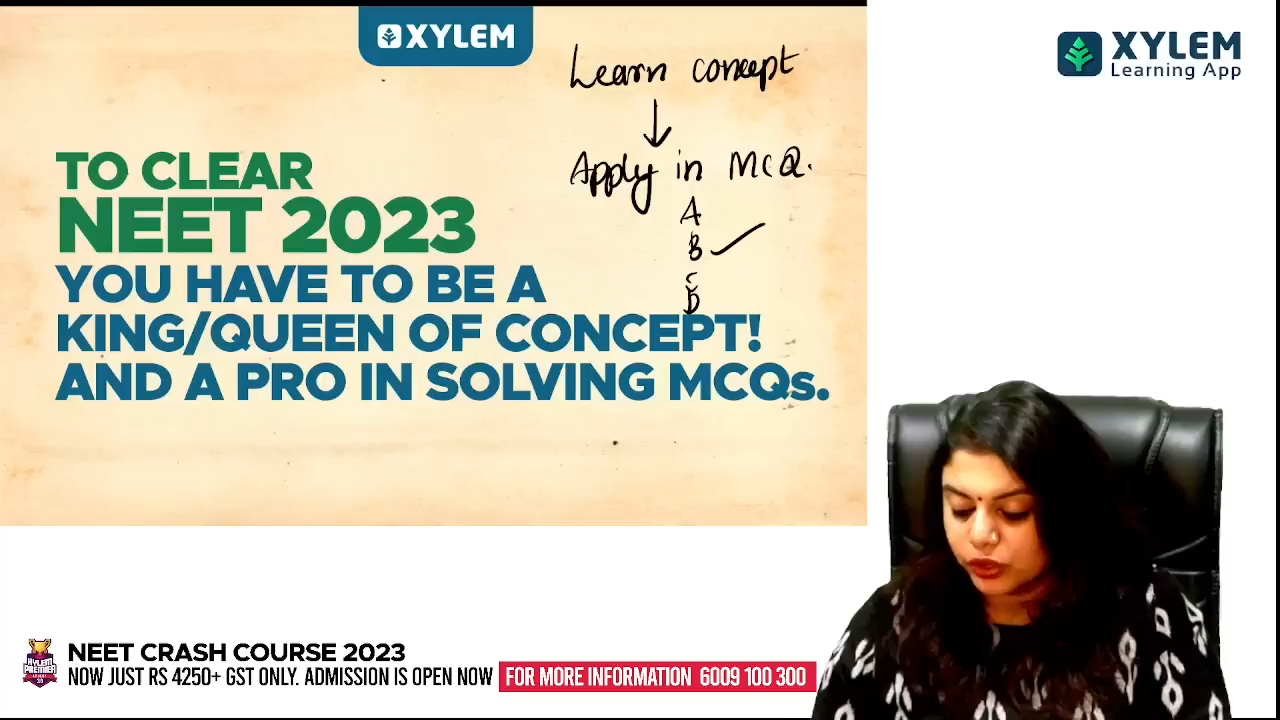 XYLEM
XYLEM
Learning App
Learn concept
Apply in MCQ.
A
B
C
D
TO CLEAR
NEET 2023
YOU HAVE TO BE A
KING/QUEEN OF CONCEPT!
AND A PRO IN SOLVING MCQs.
NEET CRASH COURSE 2023
NOW JUST RS 4250+ GST ONLY. ADMISSION IS OPEN NOW
FOR MORE INFORMATION 6009 100 300
XYLEM
PREMIER